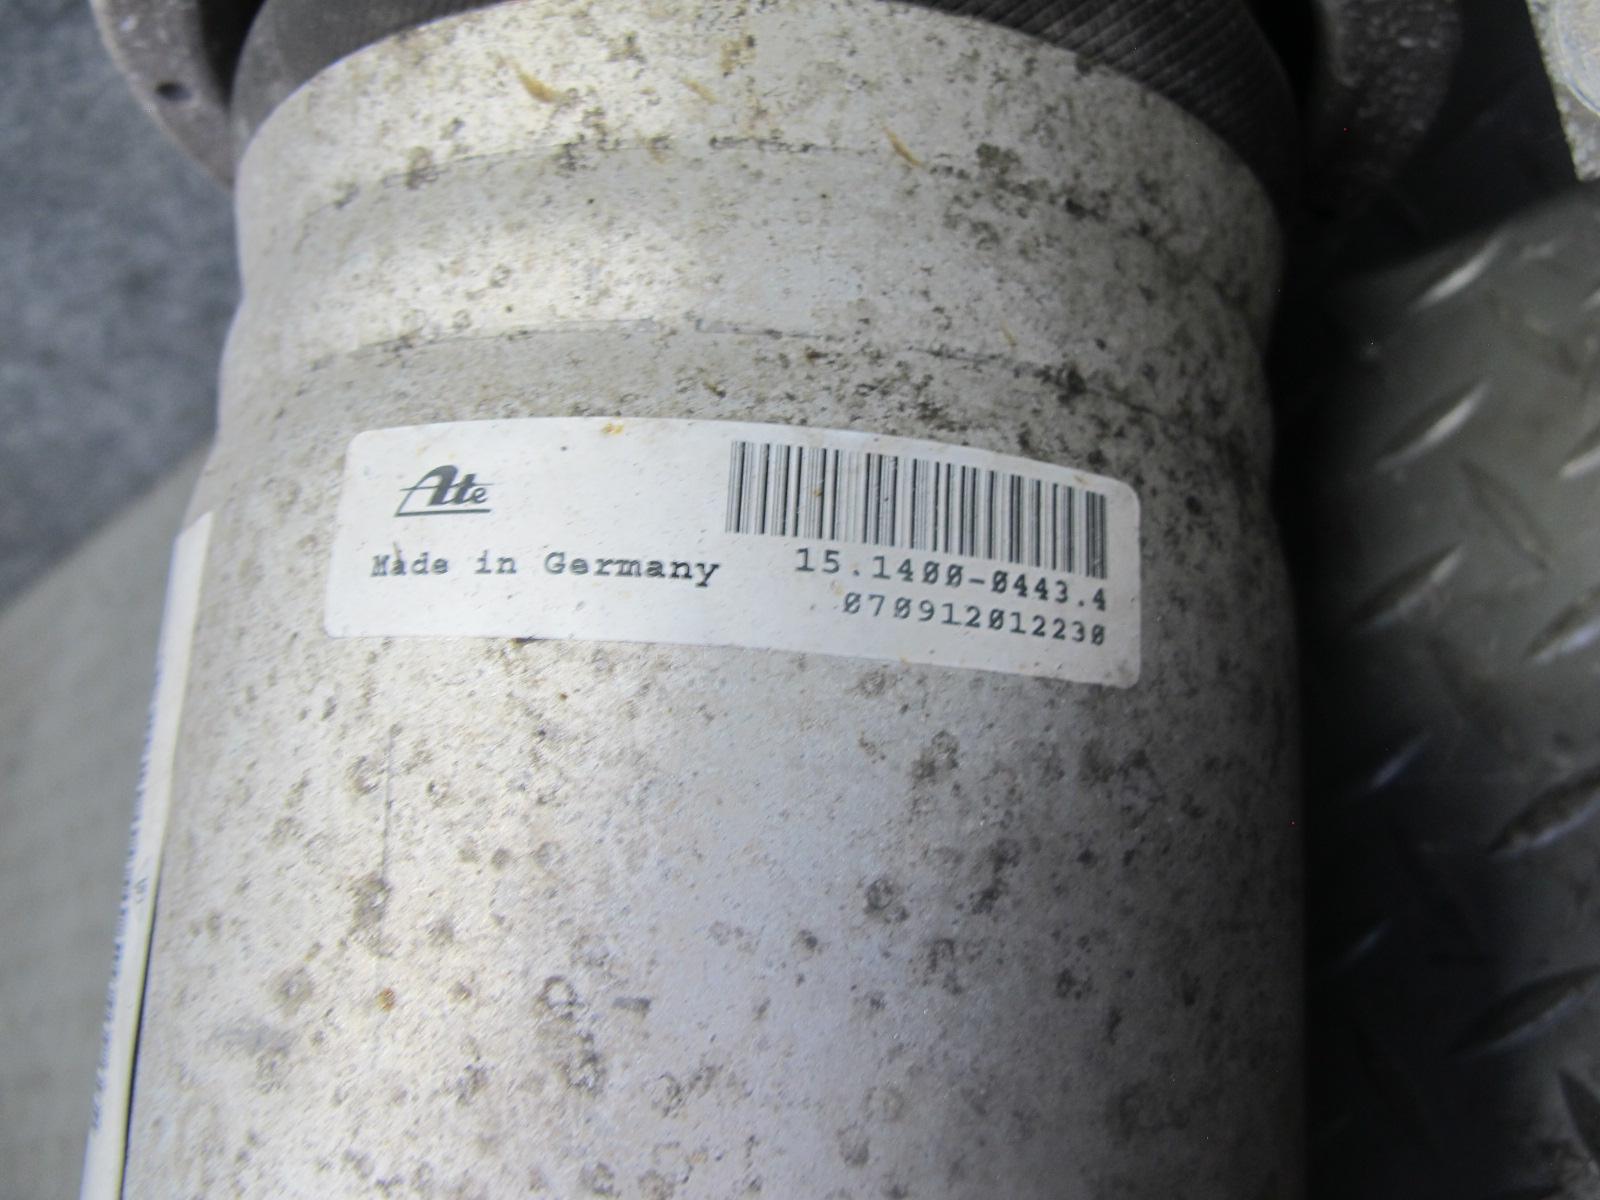 Ate
Made in Germany
15.1400-0443.4
070912012230